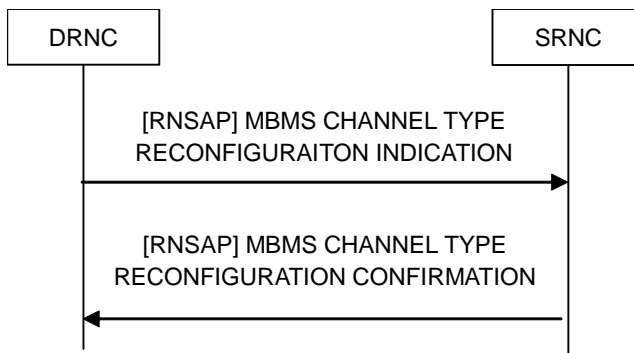 DRNC
SRNC
[RNSAP] MBMS CHANNEL TYPE
RECONFIGURAITON INDICATION
[RNSAP] MBMS CHANNEL TYPE
RECONFIGURATION CONFIRMATION